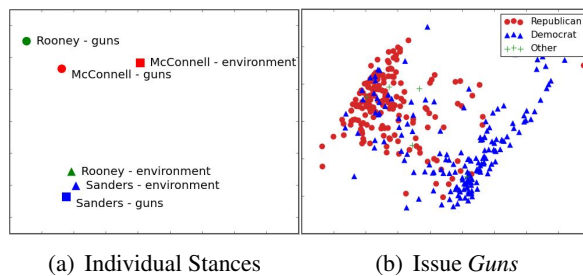 Rooney - guns
McConnell - environment
McConnell - guns
Rooney - environment
Sanders - environment
Sanders - guns
(a) Individual Stances
Republican
Democrat
Other
(b) Issue Guns